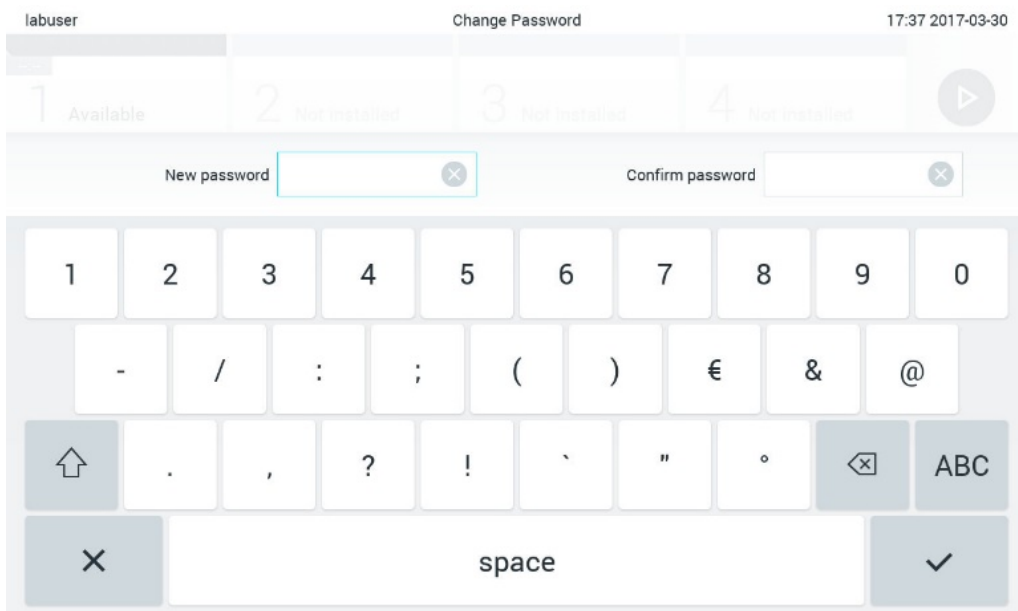 labuser Change Password 17:37 2017-03-30
1 Available 2 Not installed 3 Not installed 4 Not installed
New password Confirm password
1 2 3 4 5 6 7 8 9 0
- / : ; ( ) € & @
. , ? ! ` " ° ABC
space